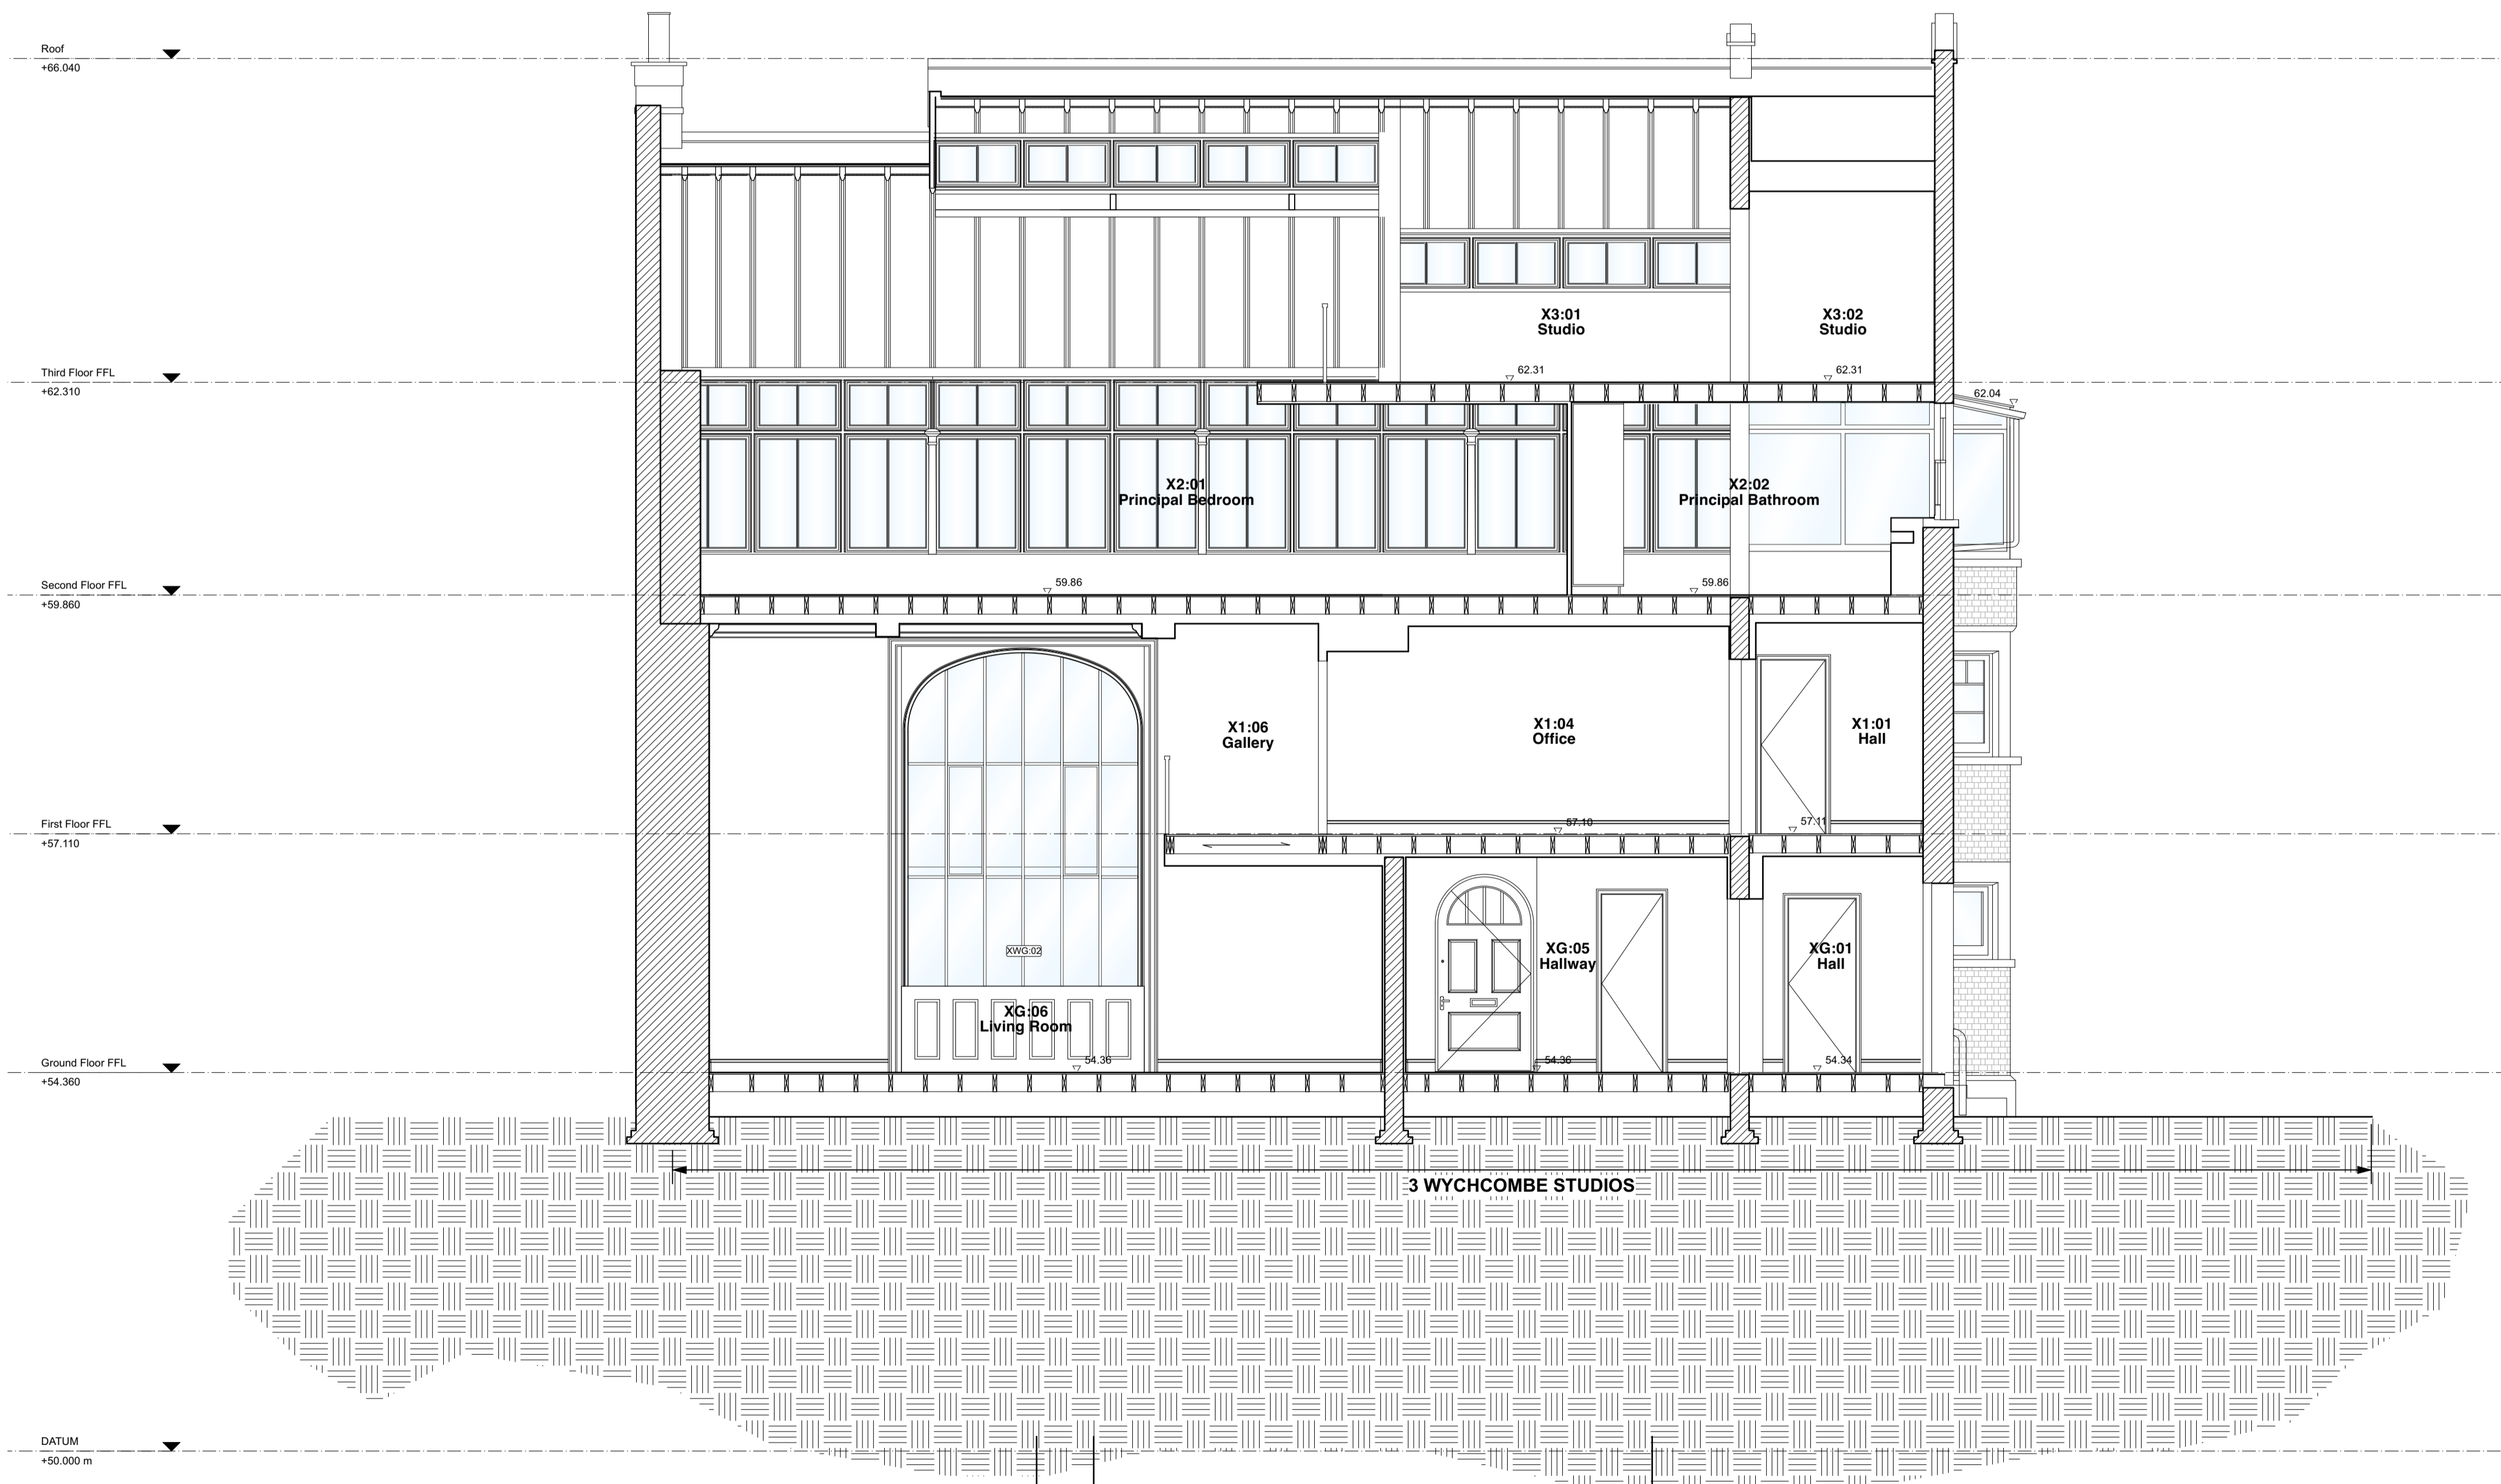 Roof
+66.040
X3:01
Studio
X3:02
Studio
Third Floor FFL
+62.310
62.31
62.31
62.04
X2:01
Principal Bedroom
X2:02
Principal Bathroom
Second Floor FFL
+59.860
59.86
59.86
X1:06
Gallery
X1:04
Office
X1:01
Hall
First Floor FFL
+57.110
57.10
57.11
XWG:02
XG:05
Hallway
XG:01
Hall
XG:06
Living Room
Ground Floor FFL
+54.360
54.36
54.36
54.34
3 WYCHCOMBE STUDIOS
DATUM
+50.000 m